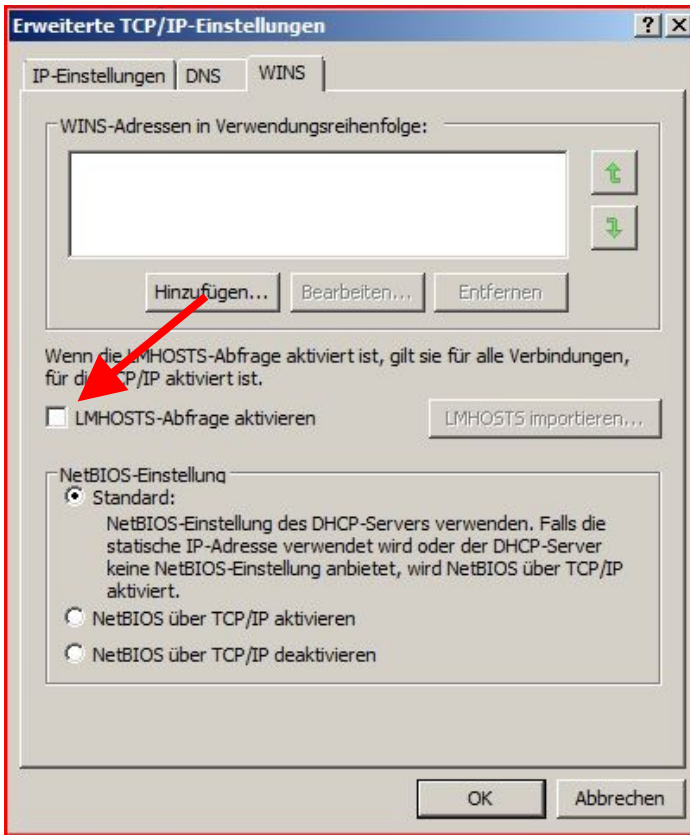 Erweiterte TCP/IP-Einstellungen
IP-Einstellungen DNS WINS
WINS-Adressen in Verwendungsreihenfolge:
Hinzufügen... Bearbeiten... Entfernen
Wenn die LMHOSTS-Abfrage aktiviert ist, gilt sie für alle Verbindungen,
für die TCP/IP aktiviert ist.
LMHOSTS-Abfrage aktivieren LMHOSTS importieren...
NetBIOS-Einstellung
Standard:
NetBIOS-Einstellung des DHCP-Servers verwenden. Falls die
statische IP-Adresse verwendet wird oder der DHCP-Server
keine NetBIOS-Einstellung anbietet, wird NetBIOS über TCP/IP
aktiviert.
NetBIOS über TCP/IP aktivieren
NetBIOS über TCP/IP deaktivieren
OK Abbrechen